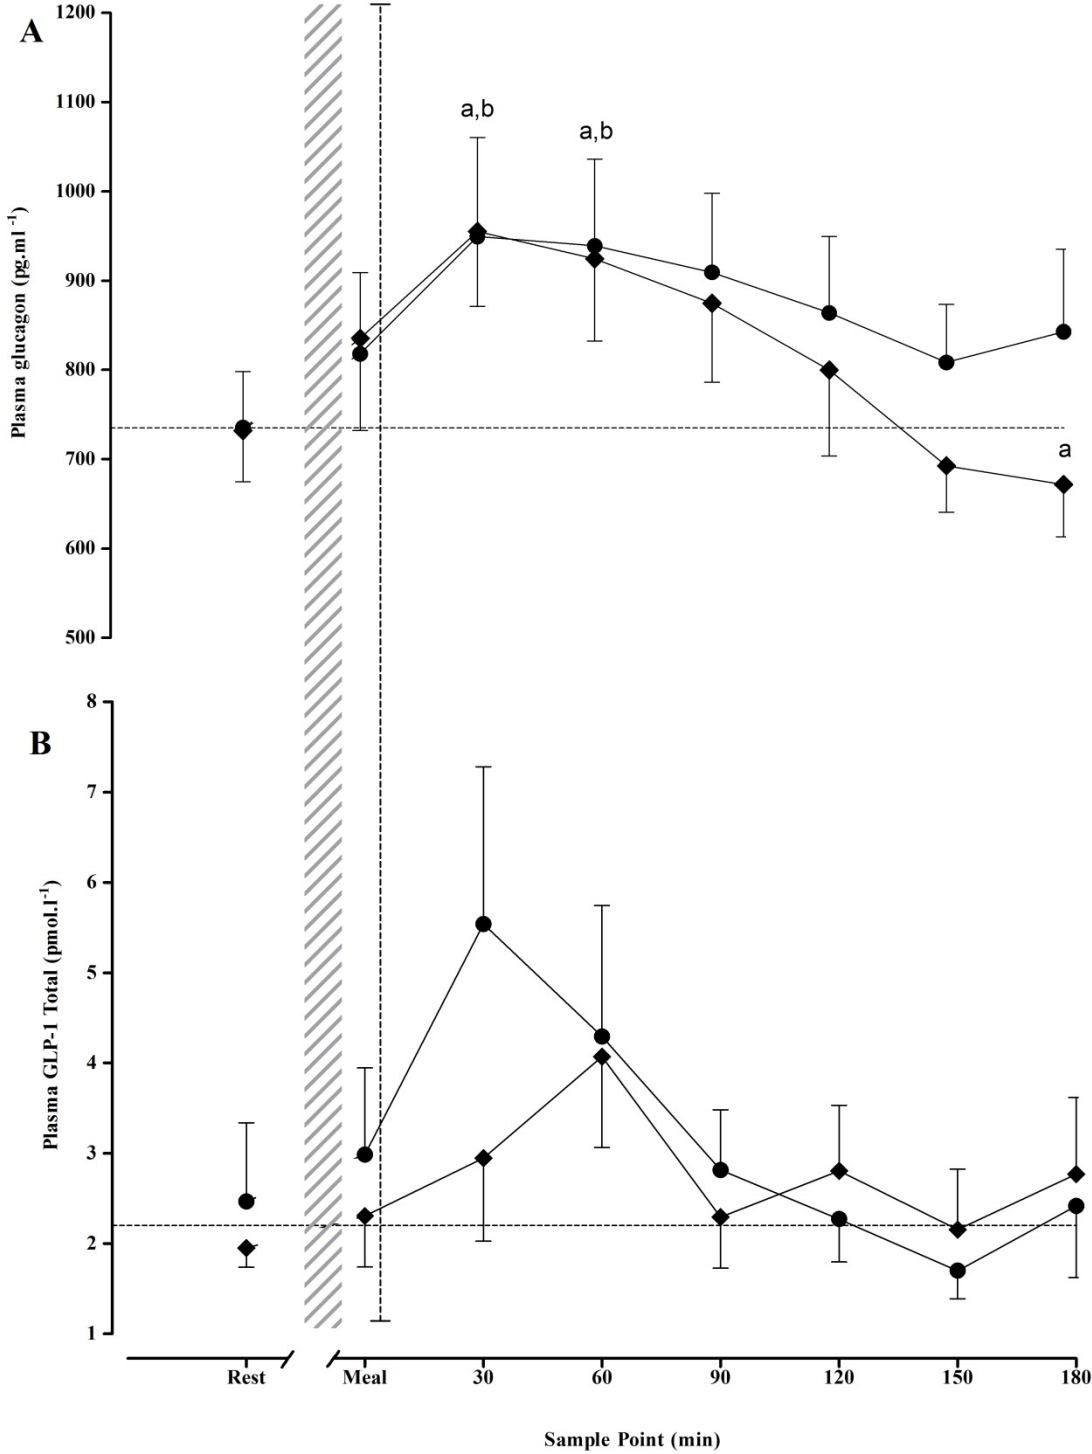 A
1200
1100
1000
900
800
700
600
500
Plasma glucagon (pg.ml⁻¹)
a,b
a,b
a
B
8
7
6
5
4
3
2
1
Plasma GLP-1 Total (pmol.l⁻¹)
Rest Meal 30 60 90 120 150 180
Sample Point (min)